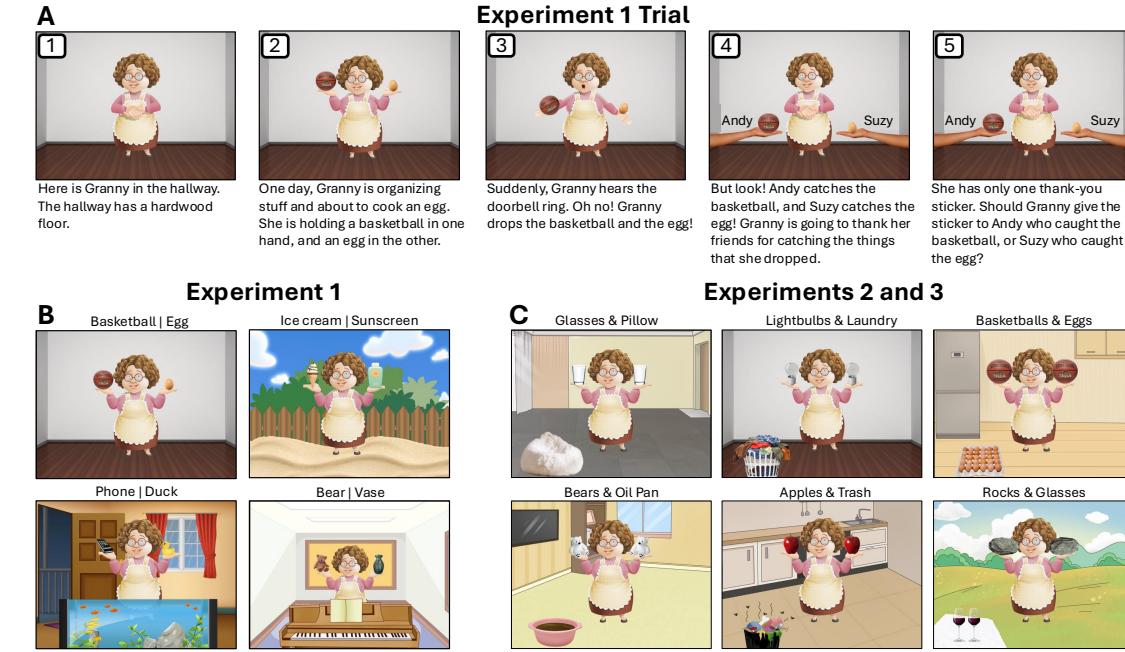 A
Experiment 1 Trial
1
2
3
4
5
Andy
Suzy
Andy
Suzy
Here is Granny in the hallway.
The hallway has a hardwood
floor.
One day, Granny is organizing
stuff and about to cook an egg.
She is holding a basketball in one
hand, and an egg in the other.
Suddenly, Granny hears the
doorbell ring. Oh no! Granny
drops the basketball and the egg!
But look! Andy catches the
basketball, and Suzy catches the
egg! Granny is going to thank her
friends for catching the things
that she dropped.
She has only one thank-you
sticker. Should Granny give the
sticker to Andy who caught the
basketball, or Suzy who caught
the egg?
Experiment 1
B
Basketball | Egg
Ice cream | Sunscreen
Phone | Duck
Bear | Vase
Experiments 2 and 3
C
Glasses & Pillow
Lightbulbs & Laundry
Basketballs & Eggs
Bears & Oil Pan
Apples & Trash
Rocks & Glasses